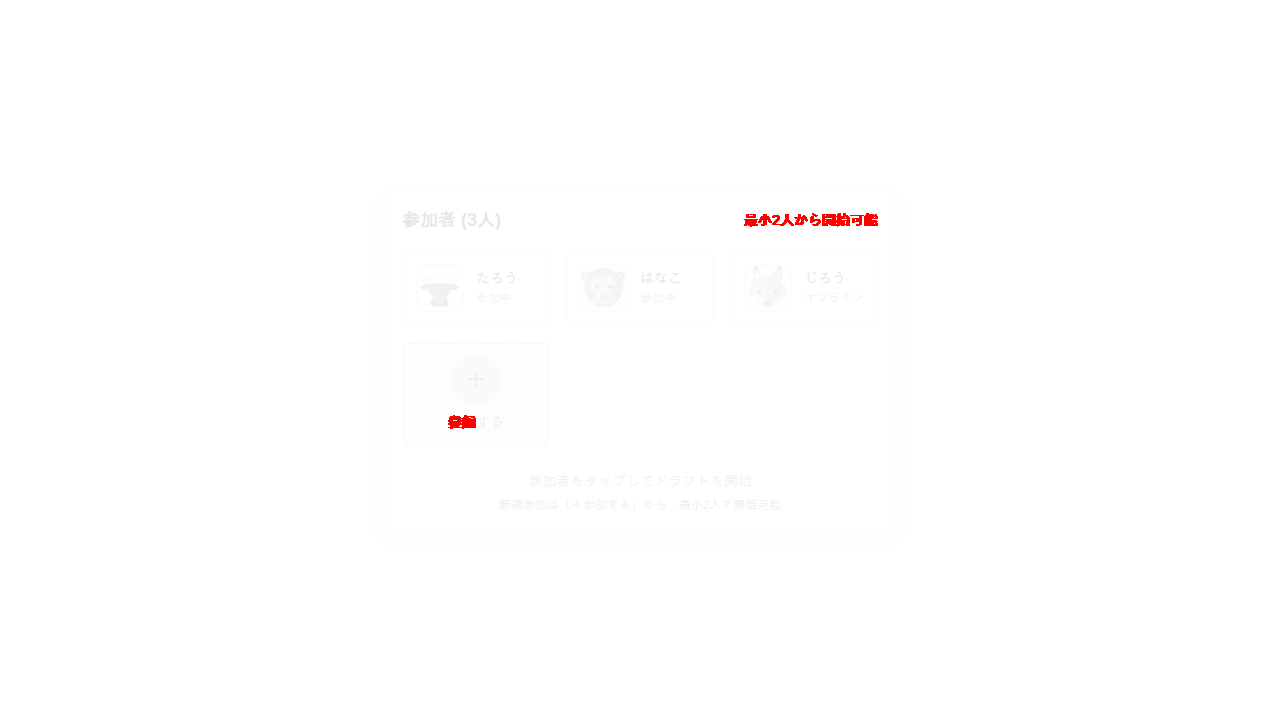 参加者 (3人)
最小2人から開始可能
たろう
参加中
はなこ
参加中
じろう
オフライン
+
する
参加者をタップしてドラフトを開始
新規参加は「＋参加する」から・最小2人で開始可能